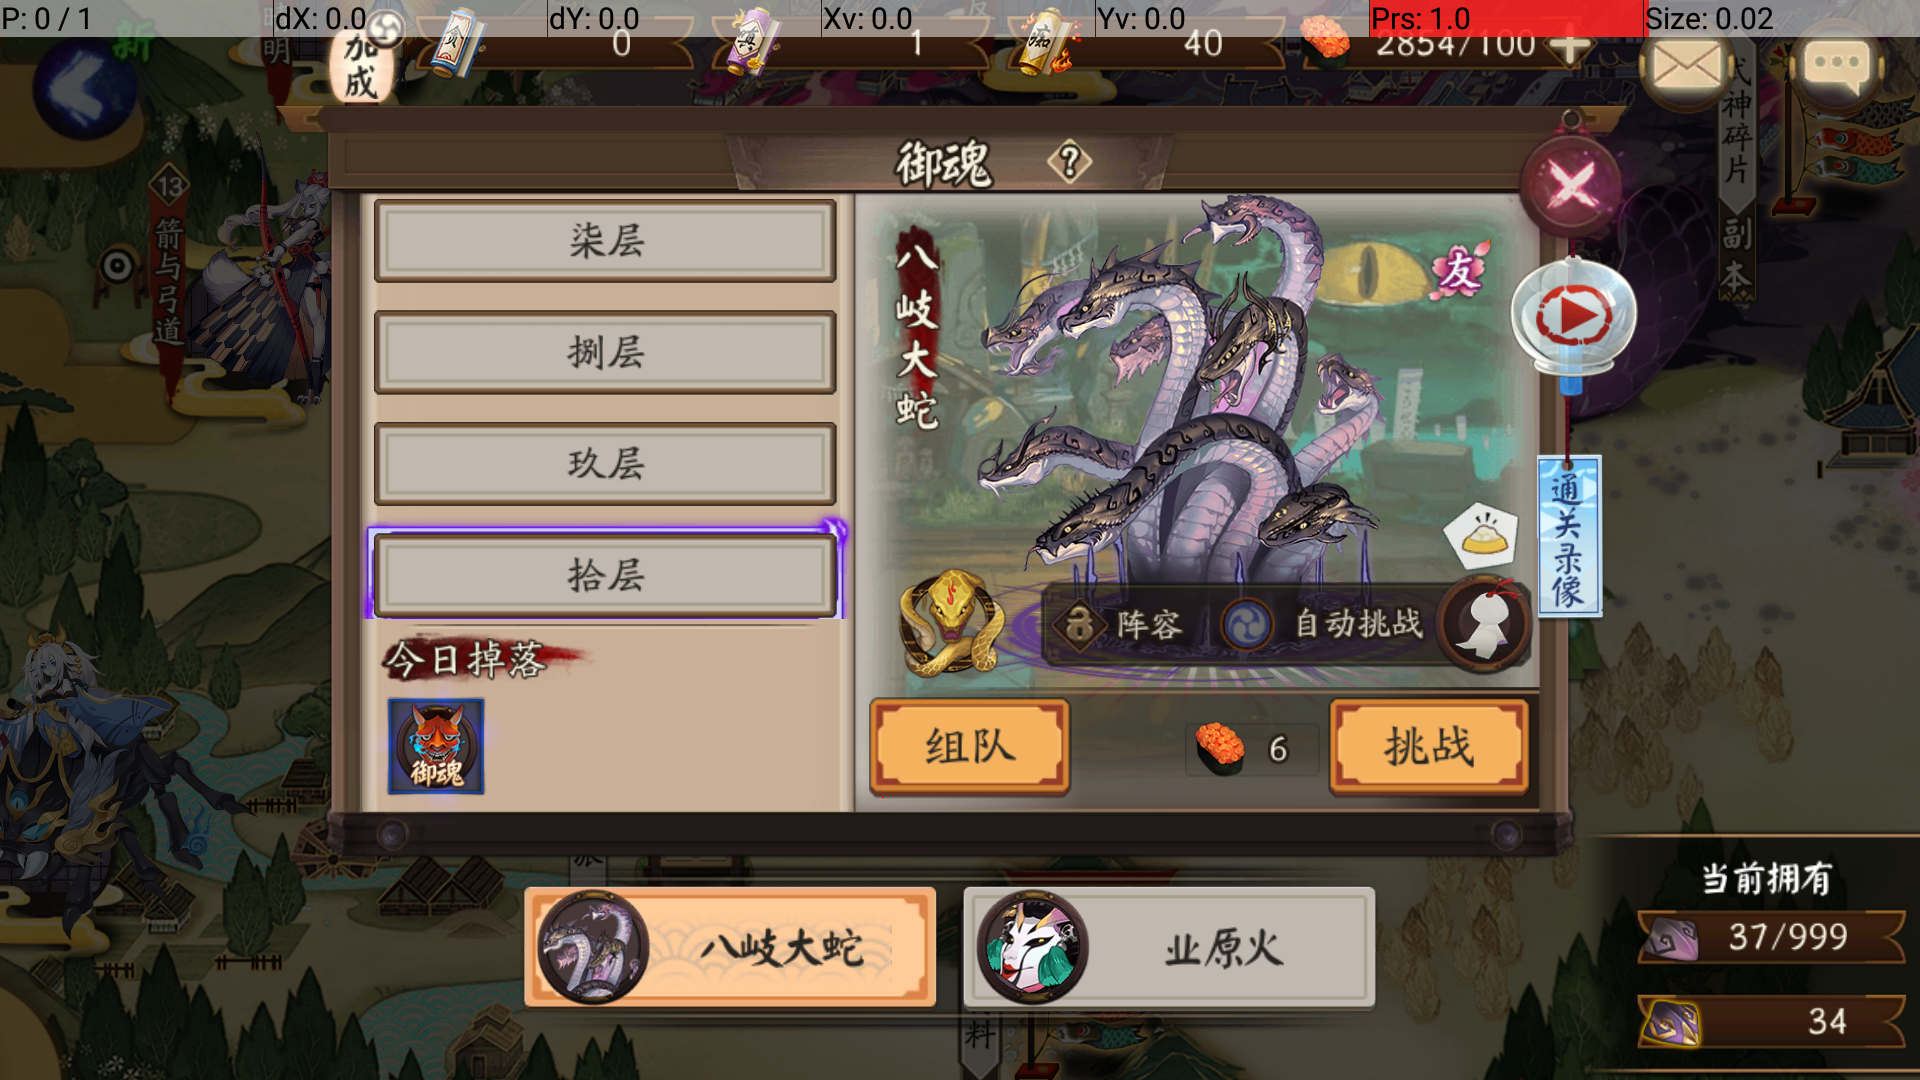 P: 0 / 1
dX: 0.0
dY: 0.0
Xv: 0.0
Yv: 0.0
Prs: 1.0
Size: 0.02
新
加成
0
1
40
2854/100
御魂
?
13
箭与弓道
神碎片
副本
柒层
捌层
玖层
拾层
今日掉落
御魂
八岐大蛇
友
通关录像
阵容
自动挑战
组队
6
挑战
八岐大蛇
业原火
当前拥有
37/999
34
料